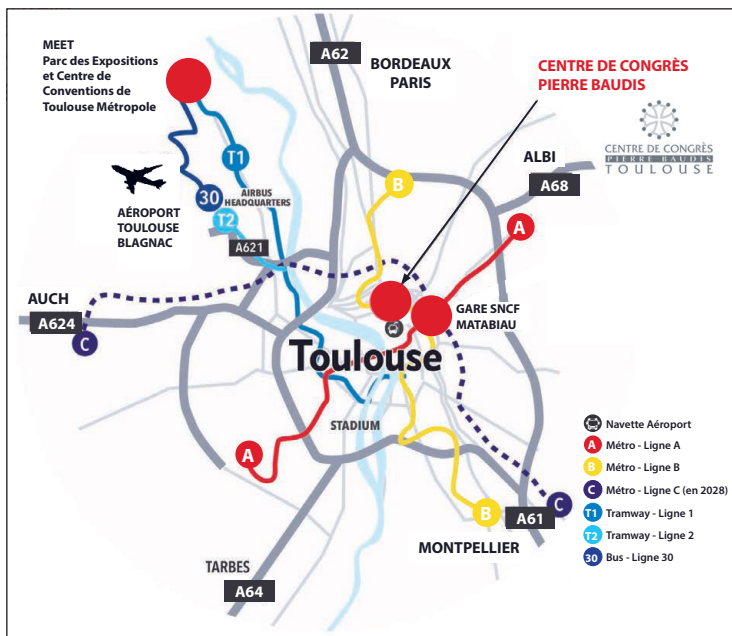 MEET
Parc des Expositions
et Centre de
Conventions de
Toulouse Métropole
A62
BORDEAUX
PARIS
CENTRE DE CONGRÈS
PIERRE BAUDIS
CENTRE DE CONGRÈS
PIERRE BAUDIS
TOULOUSE
T1
B
ALBI
A68
30
AIRBUS
HEADQUARTERS
T2
A
AÉROPORT
TOULOUSE
BLAGNAC
A621
AUCH
A624
C
GARE SNCF
MATABIAU
Toulouse
STADIUM
A
B
A61
C
MONTPELLIER
TARBES
A64
Navette Aéroport
A Métro - Ligne A
B Métro - Ligne B
C Métro - Ligne C (en 2028)
T1 Tramway - Ligne 1
T2 Tramway - Ligne 2
30 Bus - Ligne 30